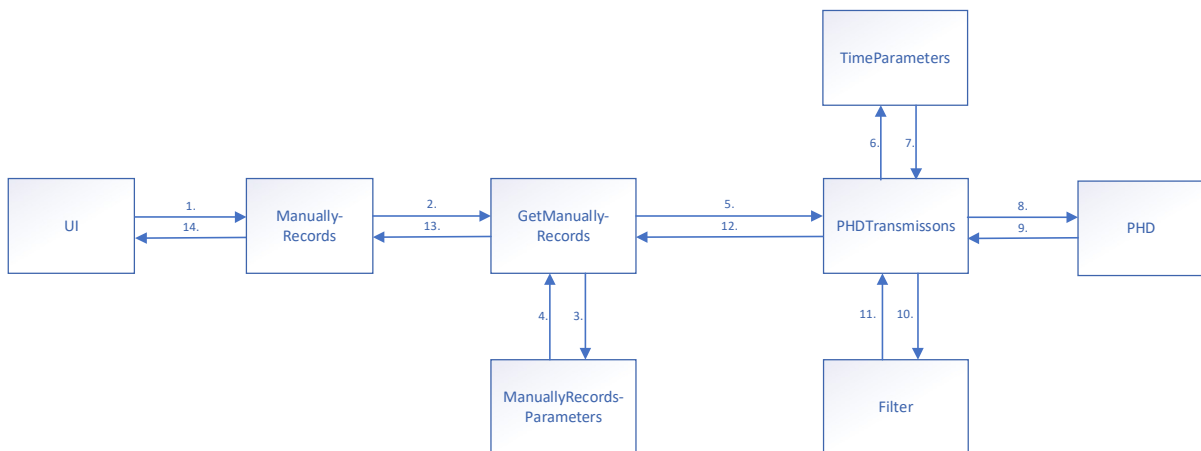 TimeParameters
6.
7.
UI
1.
14.
Manually-
Records
2.
13.
GetManually-
Records
5.
12.
PHDTransmissons
8.
9.
PHD
4.
3.
11.
10.
ManuallyRecords-
Parameters
Filter